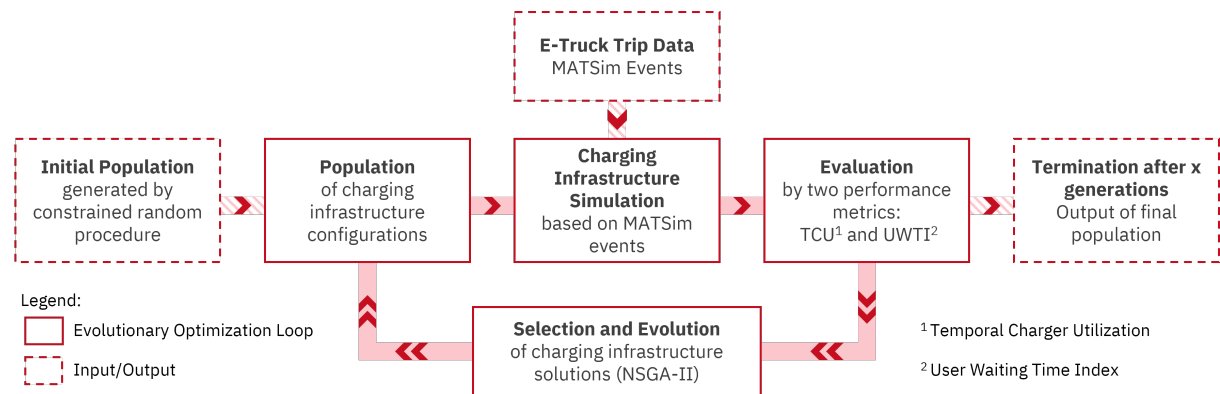 E-Truck Trip Data
MATSim Events
Initial Population
generated by
constrained random
procedure
Population
of charging
infrastructure
configurations
Charging
Infrastructure
Simulation
based on MATSim
events
Evaluation
by two performance
metrics:
TCU¹ and UWTI²
Termination after x
generations
Output of final
population
Legend:
Evolutionary Optimization Loop
Input/Output
Selection and Evolution
of charging infrastructure
solutions (NSGA-II)
¹ Temporal Charger Utilization
² User Waiting Time Index